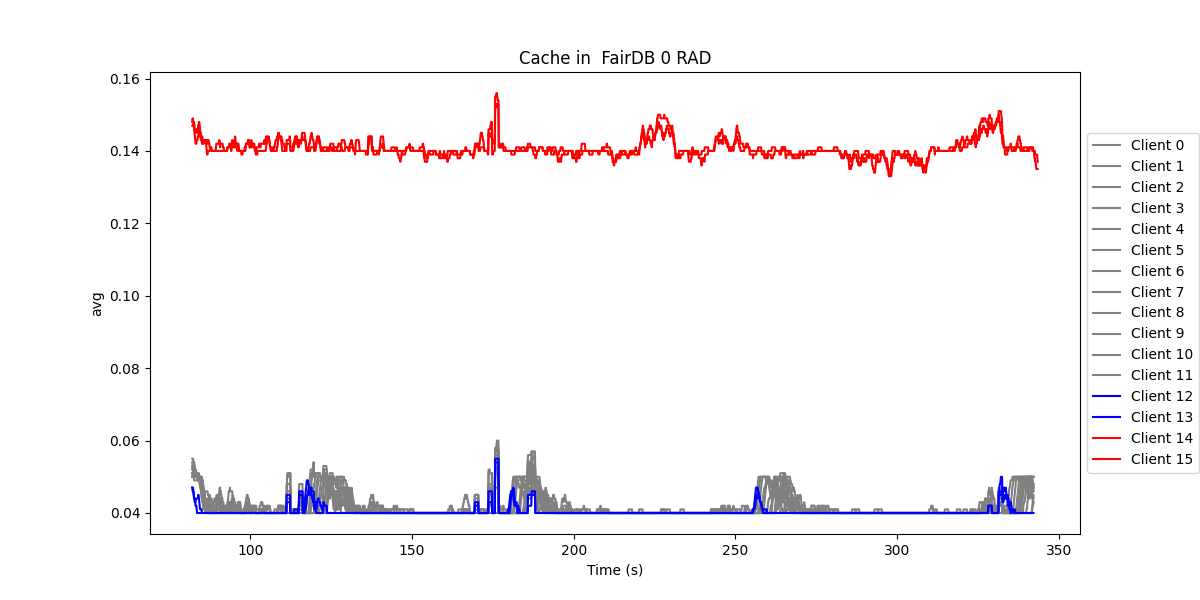 Cache in  FairDB 0 RAD
avg
0.16
0.14
0.12
0.10
0.08
0.06
0.04
100
150
200
250
300
350
Time (s)
Client 0
Client 1
Client 2
Client 3
Client 4
Client 5
Client 6
Client 7
Client 8
Client 9
Client 10
Client 11
Client 12
Client 13
Client 14
Client 15